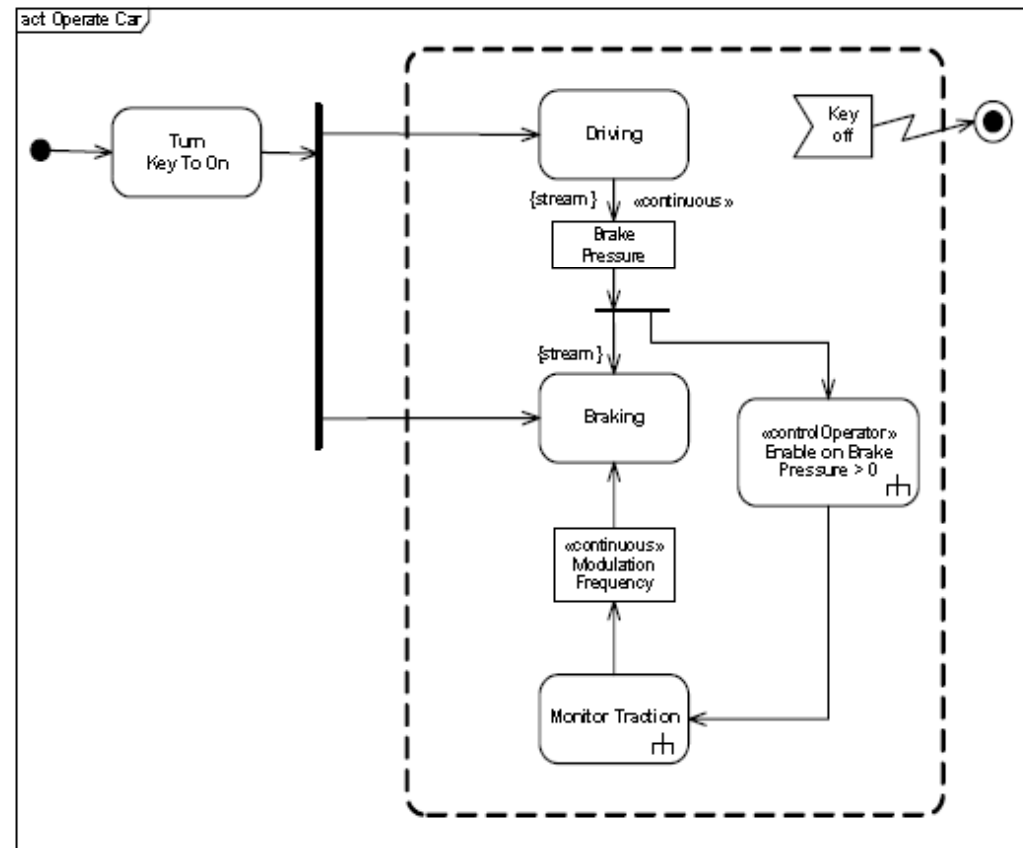 act Operate Car
Turn
Key To On
Driving
Key
off
{stream}
«continuous»
Brake
Pressure
{stream}
Braking
«controlOperator»
Enable on Brake
Pressure > 0
«continuous»
Modulation
Frequency
Monitor Traction